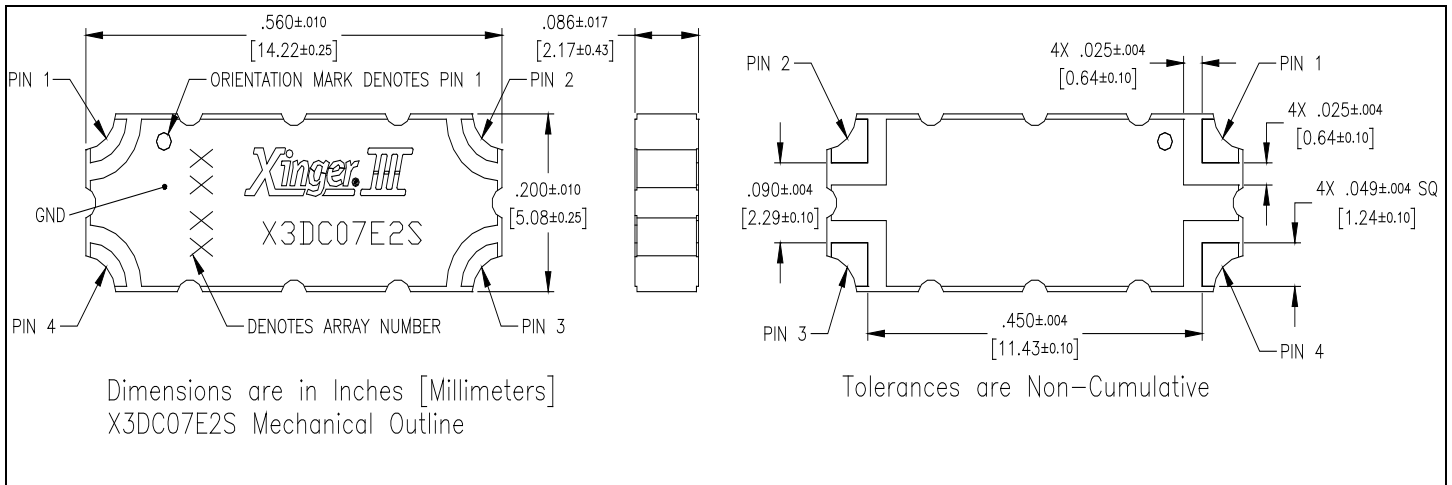 .560±.010
[14.22±0.25]
.086±.017
[2.17±0.43]
PIN 1
ORIENTATION MARK DENOTES PIN 1
PIN 2
GND
Xinger III
X3DC07E2S
.200±.010
[5.08±0.25]
PIN 4
DENOTES ARRAY NUMBER
PIN 3
Dimensions are in Inches [Millimeters]
X3DC07E2S Mechanical Outline
PIN 2
4X .025±.004
[0.64±0.10]
PIN 1
4X .025±.004
[0.64±0.10]
.090±.004
[2.29±0.10]
4X .049±.004 SQ
[1.24±0.10]
PIN 3
.450±.004
[11.43±0.10]
PIN 4
Tolerances are Non-Cumulative